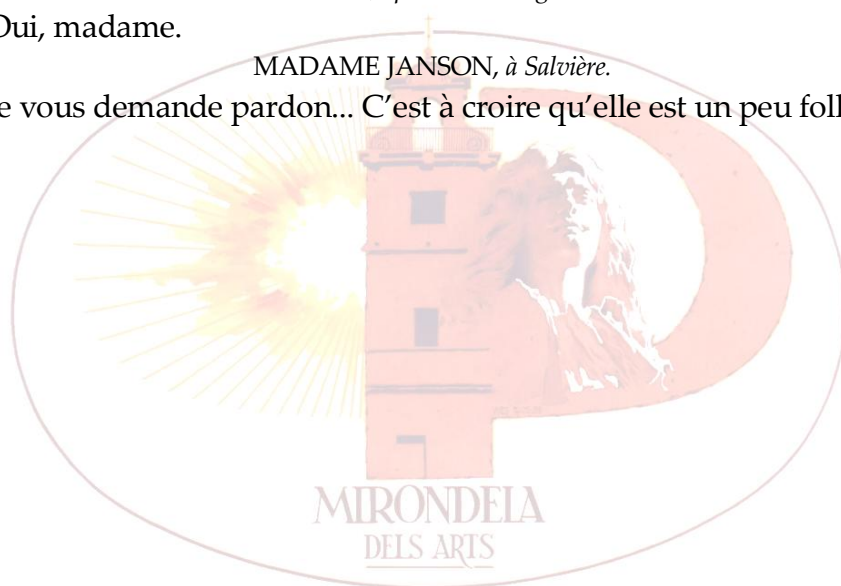 Oui, madame.
MADAME JANSON, à Salvière.
e vous demande pardon... C’est à croire qu’elle est un peu foll
MIRONDELA
DELS ARTS